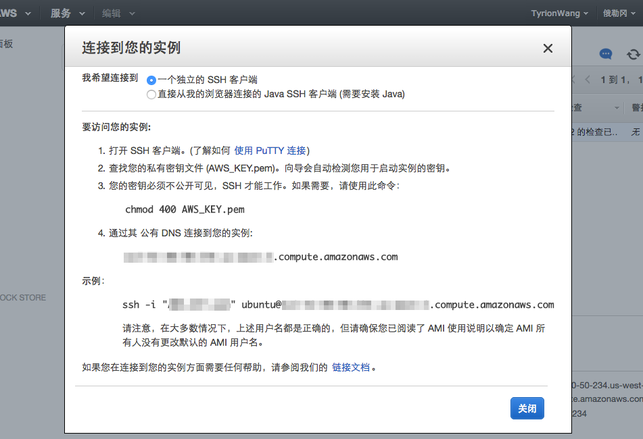 AWS 服务 编辑 TyrionWang 俄勒冈
面板
连接到您的实例
我希望连接到 一个独立的 SSH 客户端
直接从我的浏览器连接的 Java SSH 客户端 (需要安装 Java)
1 到 1,
查 警
2 的检查已.. 无
要访问您的实例:
1. 打开 SSH 客户端。(了解如何 使用 PuTTY 连接)
2. 查找您的私有密钥文件 (AWS_KEY.pem)。向导会自动检测您用于启动实例的密钥。
3. 您的密钥必须不公开可见，SSH 才能工作。如果需要，请使用此命令:
chmod 400 AWS_KEY.pem
4. 通过其 公有 DNS 连接到您的实例:
.compute.amazonaws.com
示例:
OCK STORE
ssh -i " " ubuntu@ .compute.amazonaws.com
请注意，在大多数情况下，上述用户名都是正确的，但请确保您已阅读了 AMI 使用说明以确定 AMI 所
有人没有更改默认的 AMI 用户名。
如果您在连接到您的实例方面需要任何帮助，请参阅我们的 链接文档 。
0-50-234.us-west-
te.amazonaws.com
234
关闭